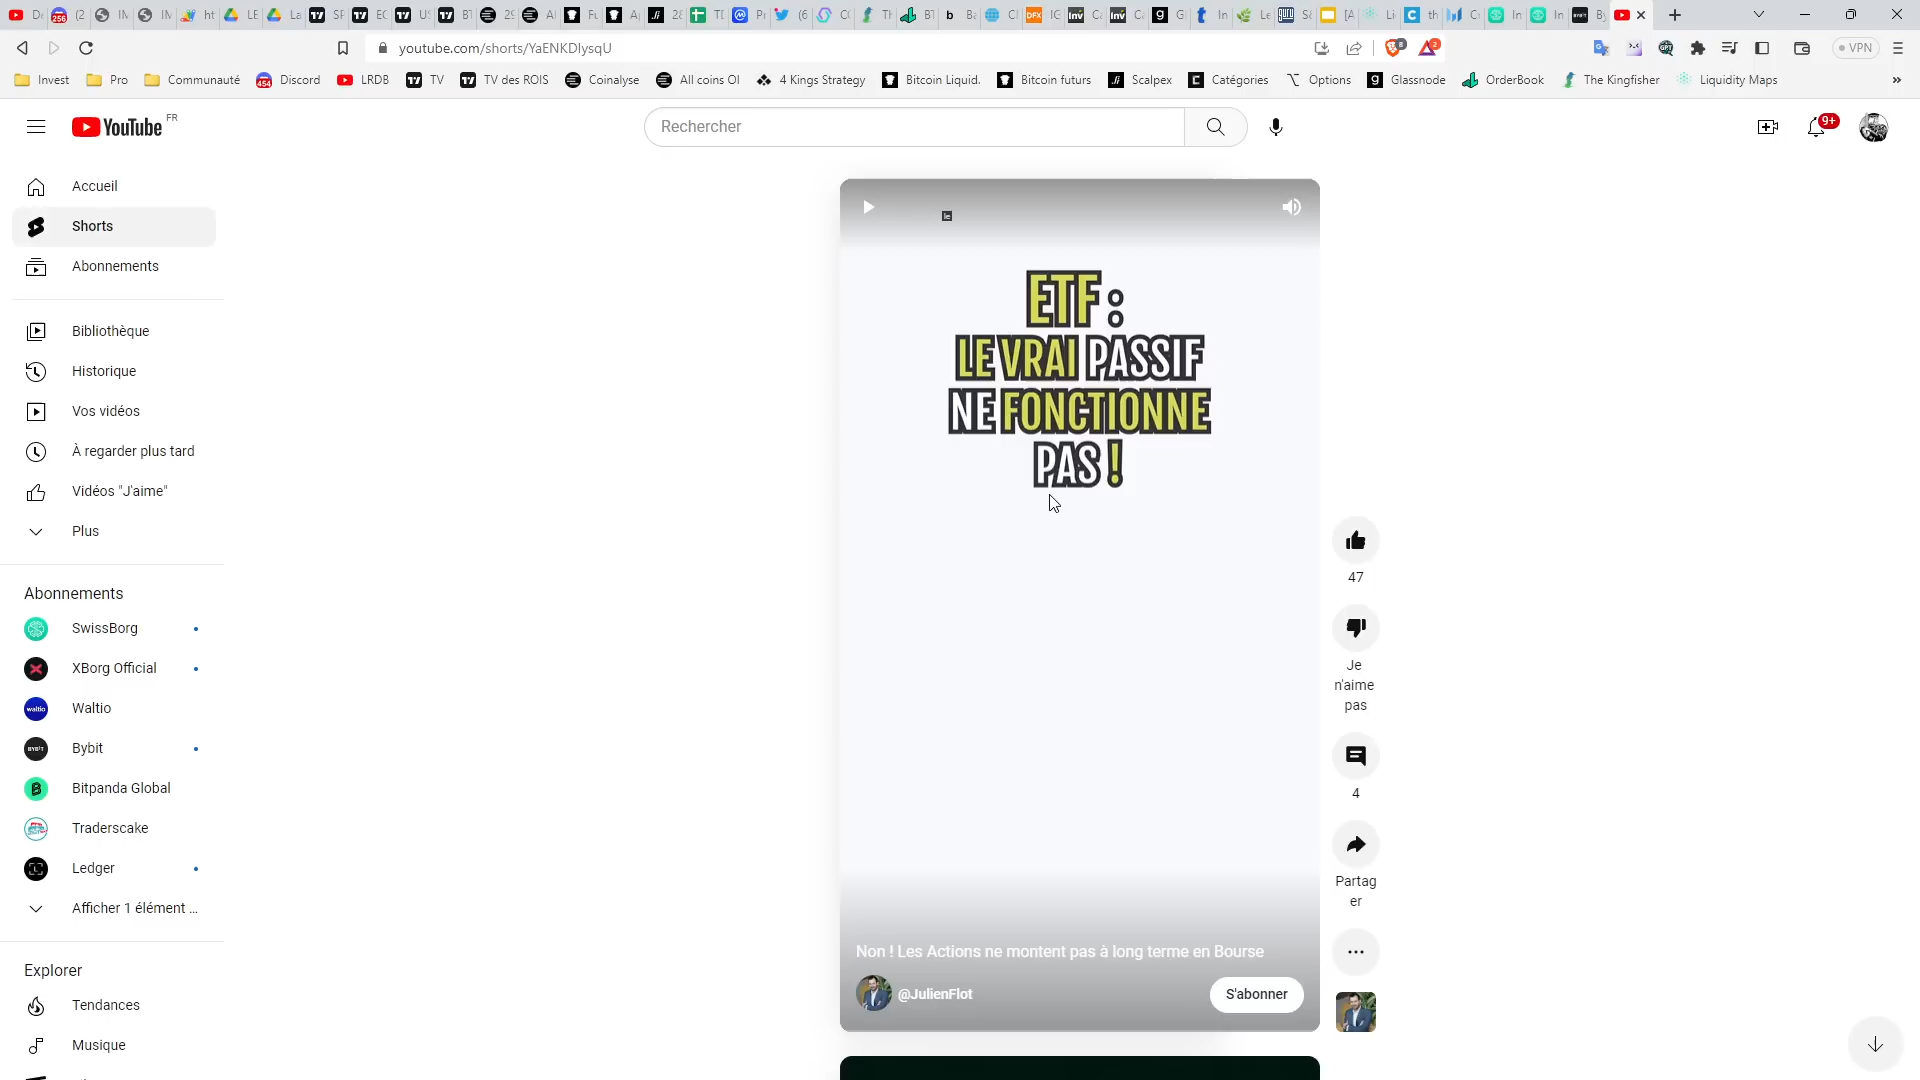 youtube.com/shorts/YaENKDIysqU
VPN
Invest
Pro
Communauté
Discord
LRDB
TV
TV des ROIS
Coinalyse
All coins OI
4 Kings Strategy
Bitcoin Liquid.
Bitcoin futurs
Scalpex
Catégories
Options
Glassnode
OrderBook
The Kingfisher
Liquidity Maps
YouTube FR
Rechercher
9+
Accueil
Shorts
Abonnements
Bibliothèque
Historique
Vos vidéos
À regarder plus tard
Vidéos "J'aime"
Plus
Abonnements
SwissBorg
XBorg Official
Waltio
Bybit
Bitpanda Global
Traderscake
Ledger
Afficher 1 élément ...
Explorer
Tendances
Musique
le
ETF :
LE VRAI PASSIF
NE FONCTIONNE
PAS !
Non ! Les Actions ne montent pas à long terme en Bourse
@JulienFlot
S'abonner
47
Je
n'aime
pas
4
Partag
er